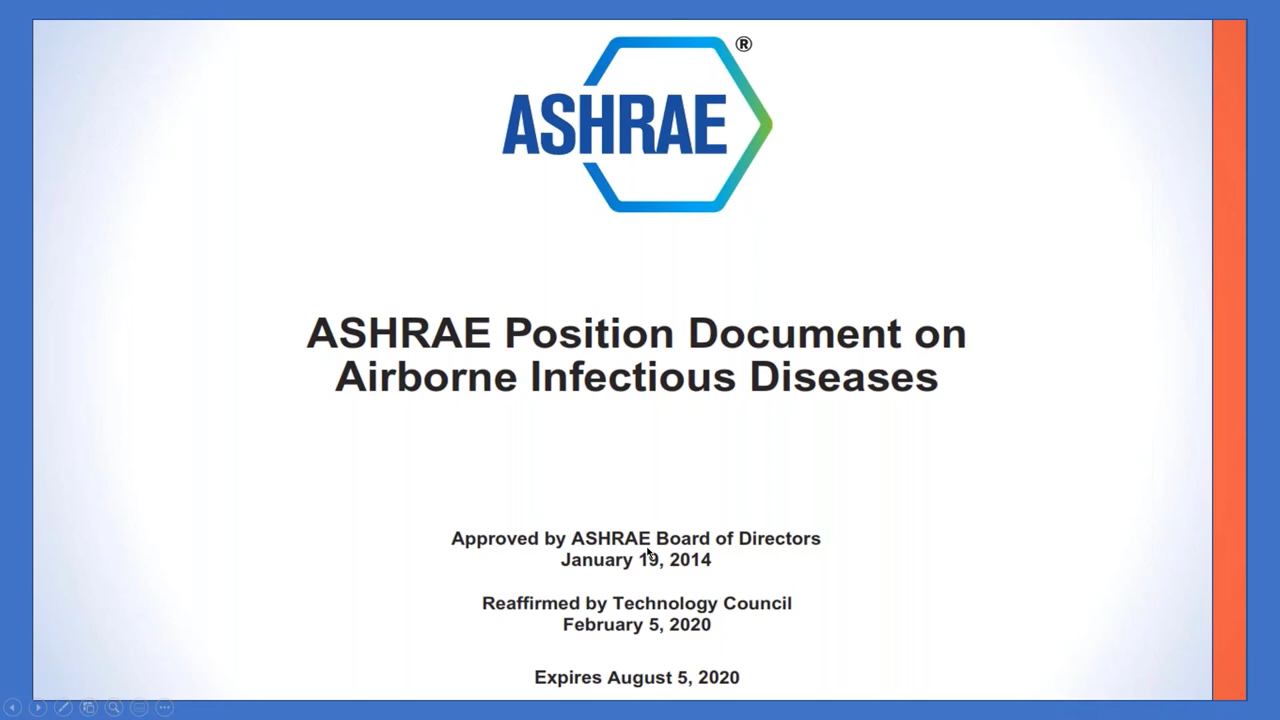 ASHRAE®
ASHRAE Position Document on
Airborne Infectious Diseases
Approved by ASHRAE Board of Directors
January 19, 2014
Reaffirmed by Technology Council
February 5, 2020
Expires August 5, 2020